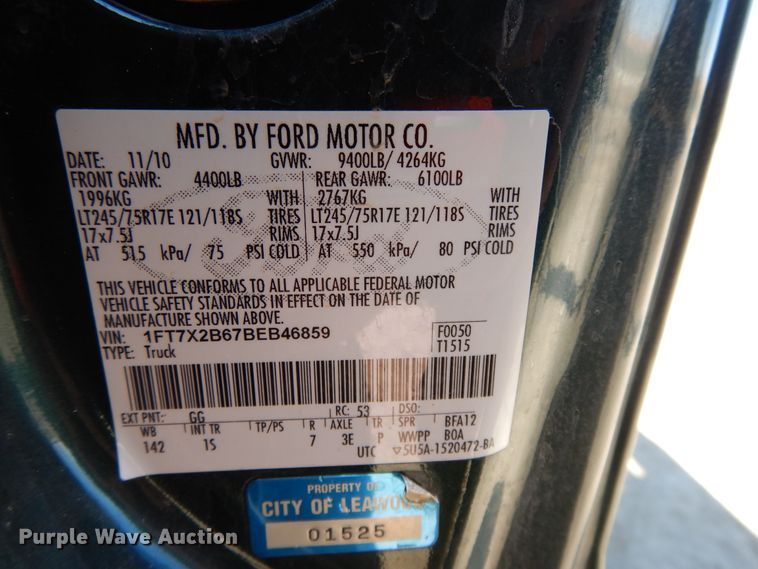 MFD. BY FORD MOTOR CO.
DATE: 11/10 GVWR: 9400LB/ 4264KG
FRONT GAWR: 4400LB REAR GAWR: 6100LB
1996KG WITH 2767KG WITH
LT245/75R17E 121/118S TIRES LT245/75R17E 121/118S TIRES
17x7.5J RIMS 17x7.5J RIMS
AT 515 kPa/ 75 PSI COLD AT 550 kPa/ 80 PSI COLD
THIS VEHICLE CONFORMS TO ALL APPLICABLE FEDERAL MOTOR
VEHICLE SAFETY STANDARDS IN EFFECT ON THE DATE OF
MANUFACTURE SHOWN ABOVE.
VIN: 1FT7X2B67BEB46859 F0050
TYPE: Truck T1515
EXT PNT: GG RC: 53 DSO:
WB INT TR TP/PS R AXLE TR SPR BFA12
142 1S 7 3E P WWPP BOA
UTC ▽5U5A-1520472-BA
PROPERTY OF
CITY OF
01525
Purple Wave Auction